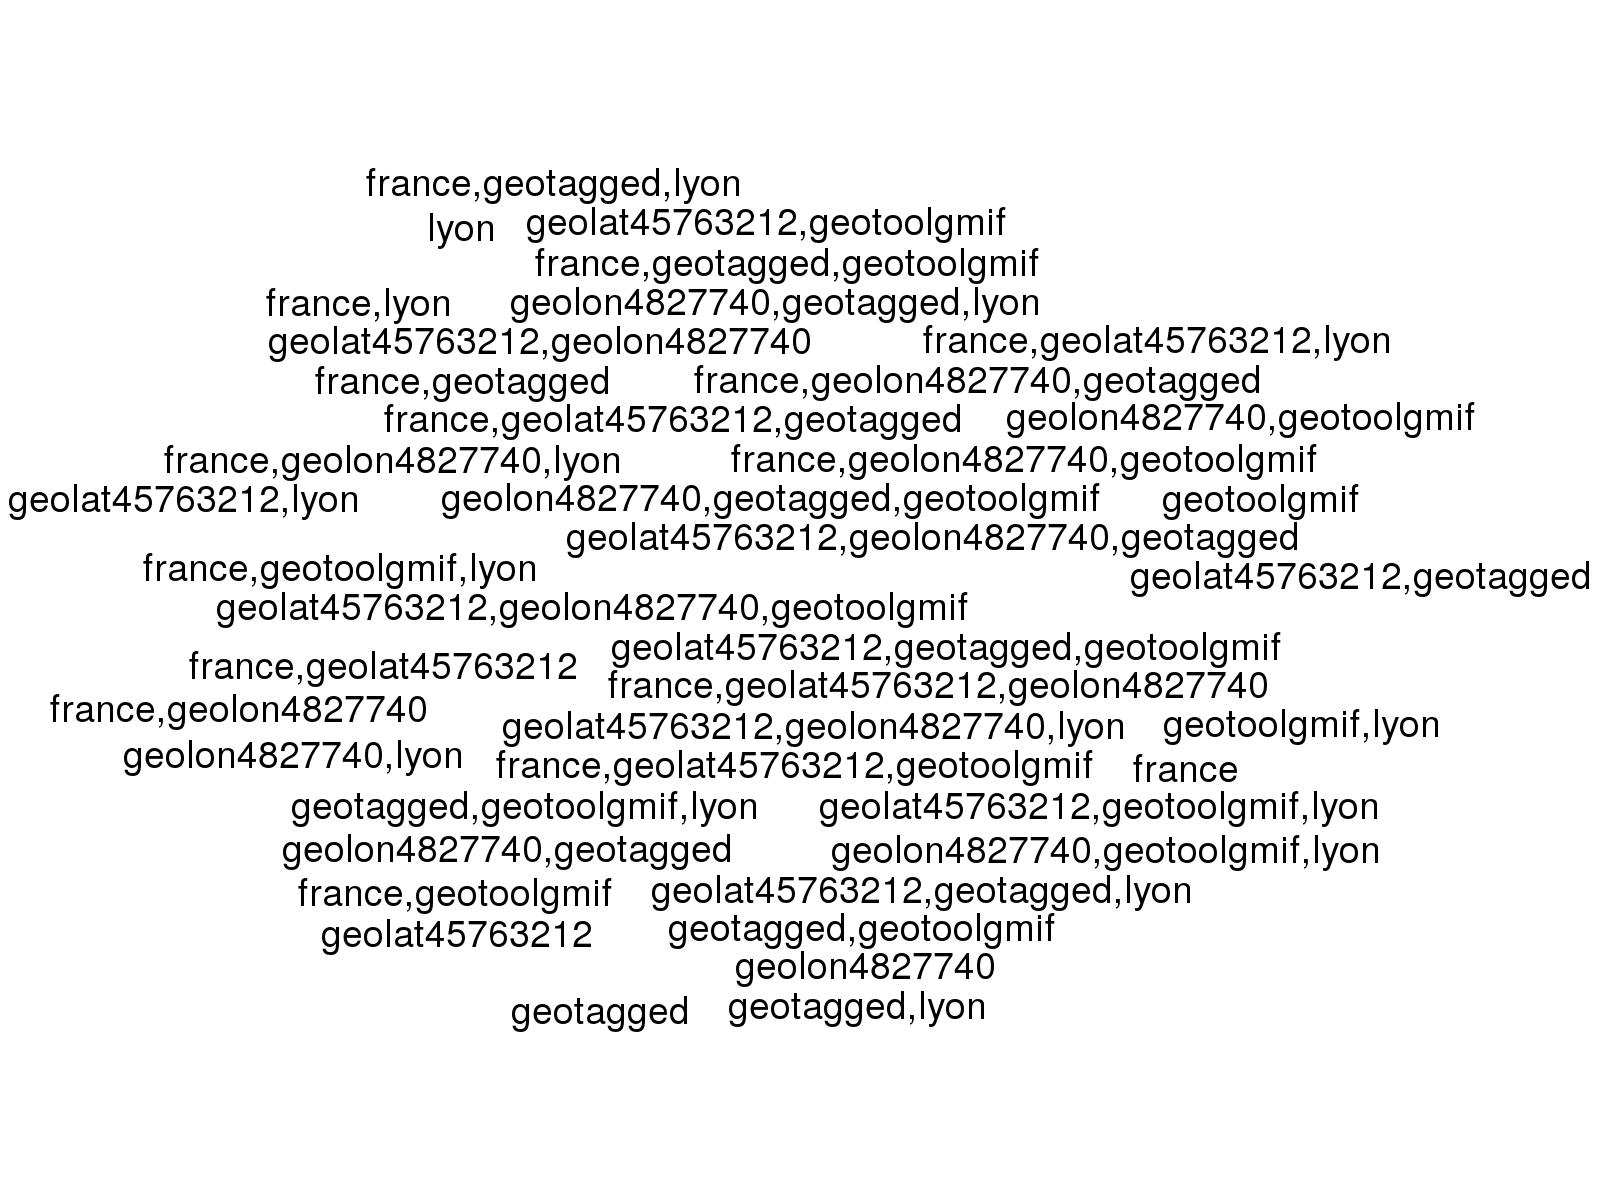 france,geotagged,lyon
lyon geolat45763212,geotoolgmif
france,geotagged,geotoolgmif
france,lyon geolon4827740,geotagged,lyon
geolat45763212,geolon4827740 france,geolat45763212,lyon
france,geotagged france,geolon4827740,geotagged
france,geolat45763212,geotagged geolon4827740,geotoolgmif
france,geolon4827740,lyon france,geolon4827740,geotoolgmif
geolat45763212,lyon geolon4827740,geotagged,geotoolgmif geotoolgmif
geolat45763212,geolon4827740,geotagged
france,geotoolgmif,lyon geolat45763212,geotagged
geolat45763212,geolon4827740,geotoolgmif
geolat45763212,geotagged,geotoolgmif
france,geolat45763212 france,geolat45763212,geolon4827740
france,geolon4827740 geolat45763212,geolon4827740,lyon geotoolgmif,lyon
geolon4827740,lyon france,geolat45763212,geotoolgmif france
geotagged,geotoolgmif,lyon geolat45763212,geotoolgmif,lyon
geolon4827740,geotagged geolon4827740,geotoolgmif,lyon
france,geotoolgmif geolat45763212,geotagged,lyon
geolat45763212 geotagged,geotoolgmif
geolon4827740
geotagged geotagged,lyon